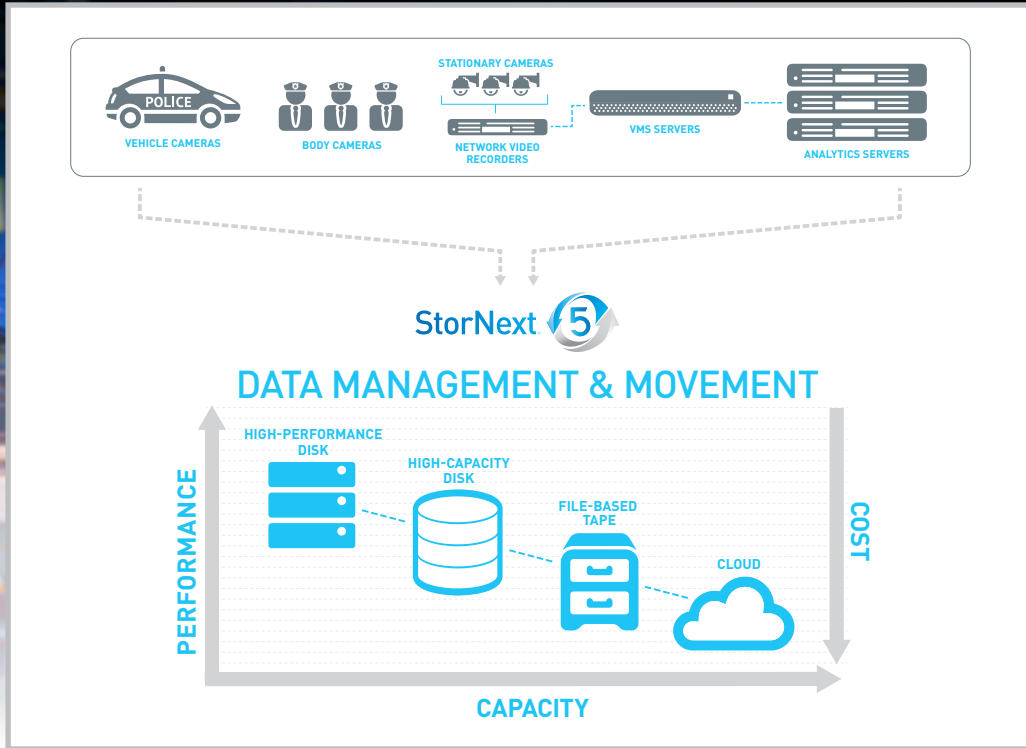 STATIONARY CAMERAS
POLICE
VEHICLE CAMERAS
BODY CAMERAS
NETWORK VIDEO
RECORDERS
VMS SERVERS
ANALYTICS SERVERS
StorNext 5
DATA MANAGEMENT & MOVEMENT
HIGH-PERFORMANCE
DISK
HIGH-CAPACITY
DISK
FILE-BASED
TAPE
CLOUD
PERFORMANCE
COST
CAPACITY